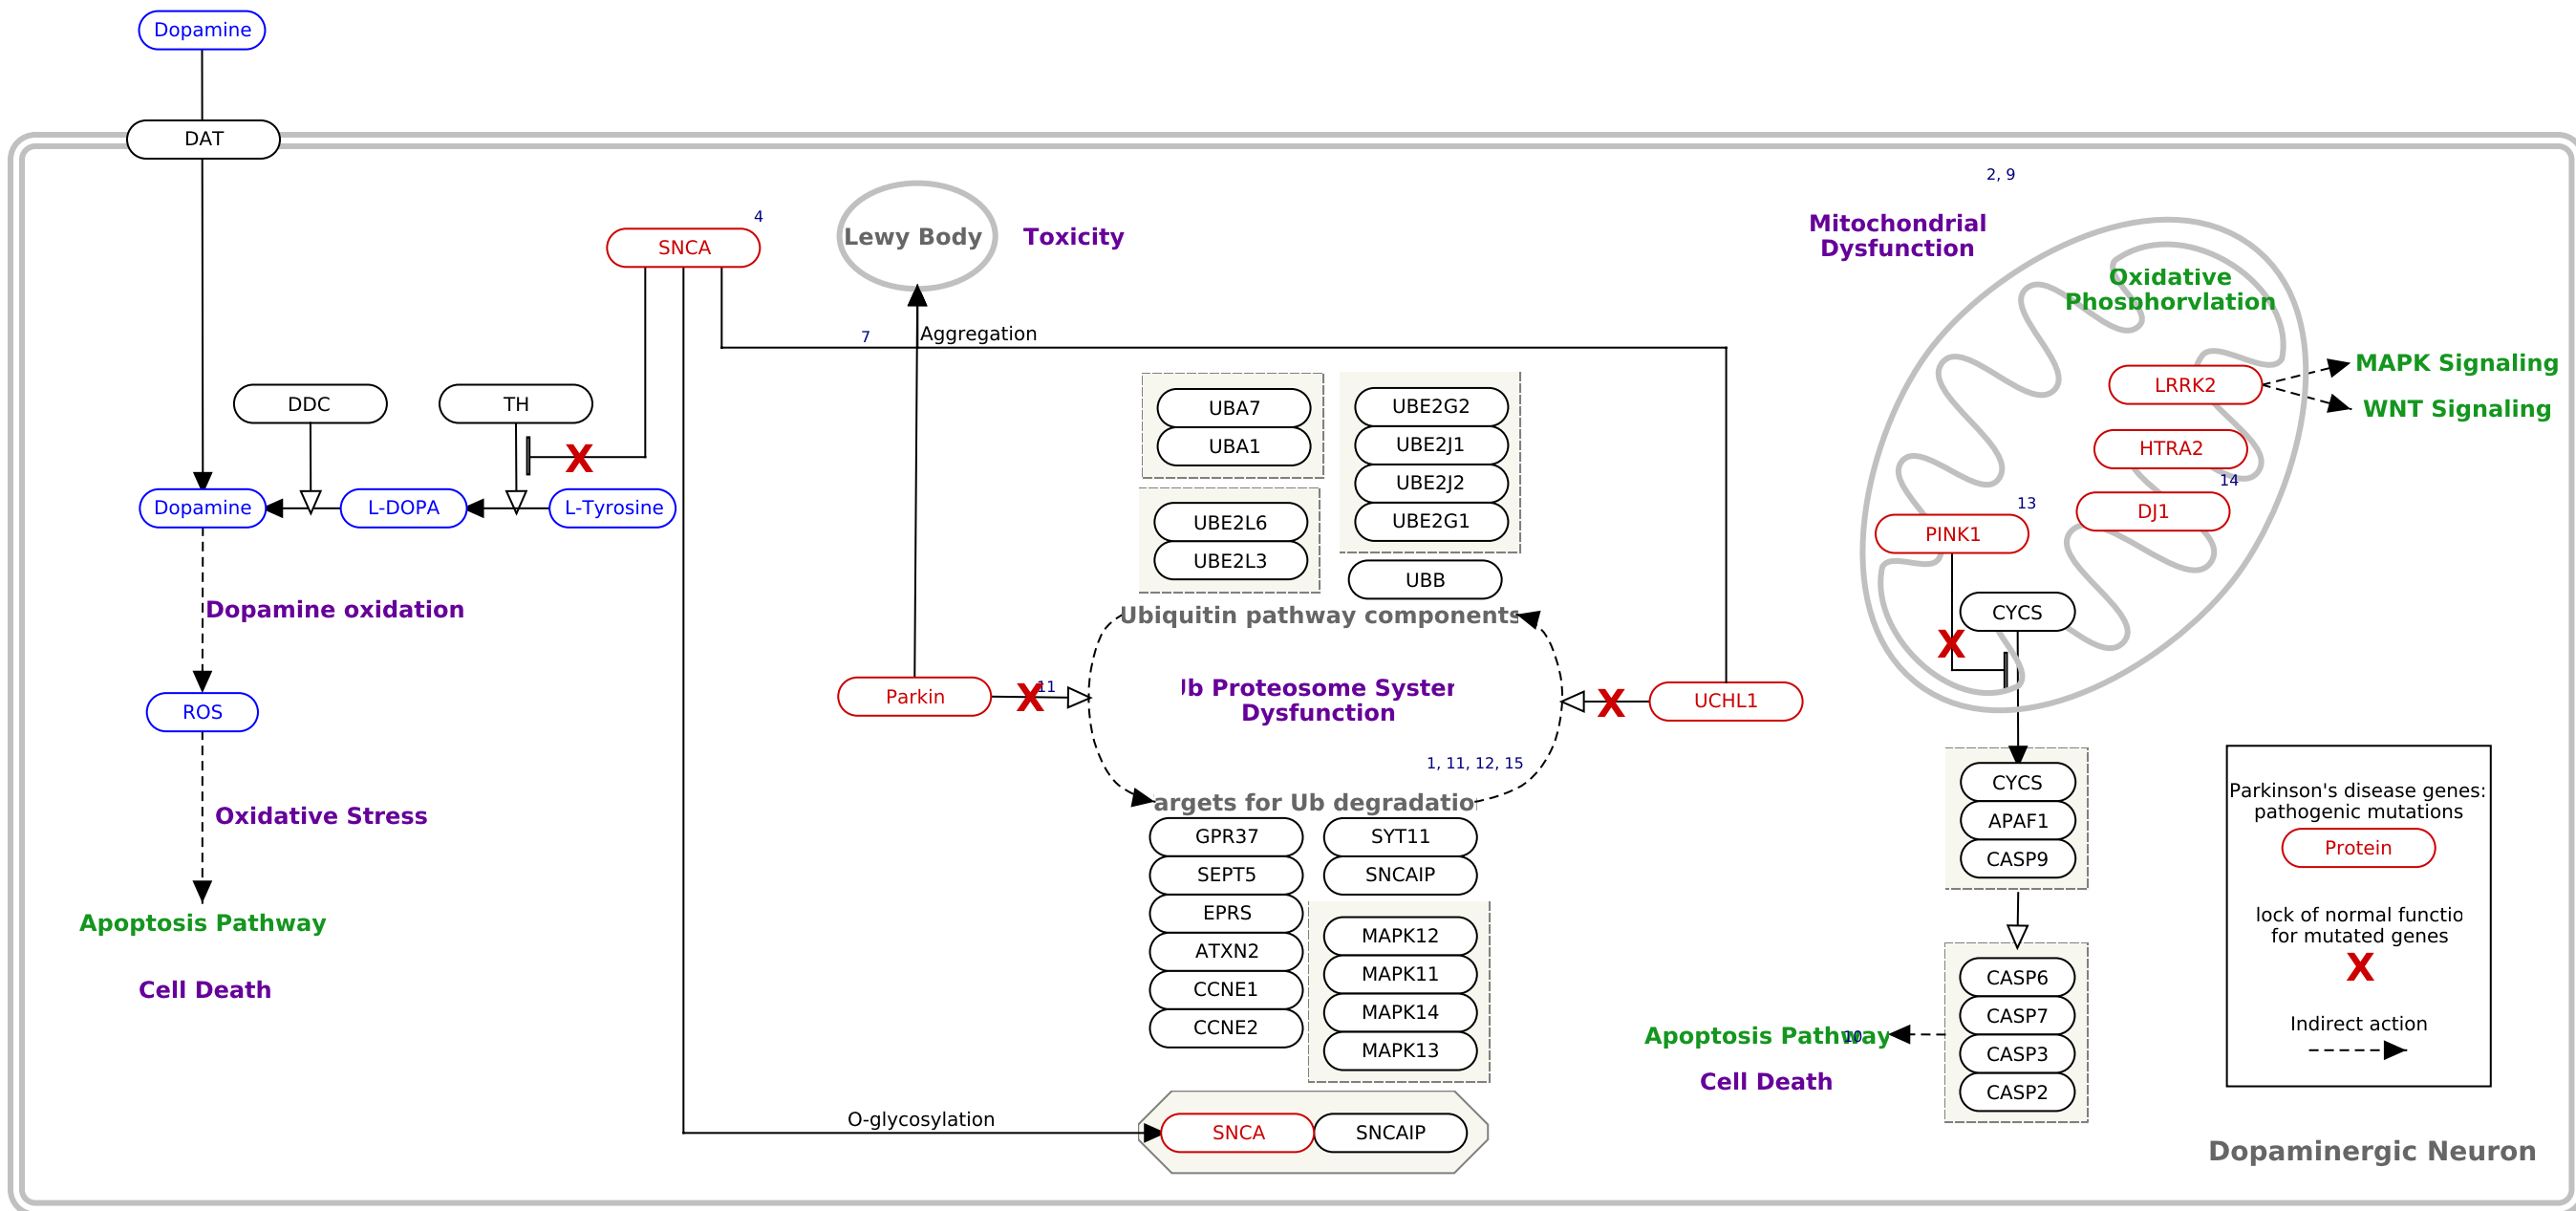 Dopamine
DAT
2, 9
4
SNCA
Lewy Body
Toxicity
Mitochondrial
Dysfunction
Oxidative
Phosphorvlation
7
Aggregation
MAPK Signaling
LRRK2
WNT Signaling
DDC
TH
UBA7
UBA1
UBE2G2
UBE2J1
UBE2J2
UBE2G1
HTRA2
14
X
Dopamine
L-DOPA
L-Tyrosine
UBE2L6
UBE2L3
UBB
13
DJ1
PINK1
CYCS
X
Dopamine oxidation
Ubiquitin pathway components
ROS
Parkin
X
11
Ub Proteosome System
Dysfunction
X
UCHL1
1, 11, 12, 15
Oxidative Stress
argets for Ub degradatio
GPR37
SEPT5
EPRS
ATXN2
CCNE1
CCNE2
SYT11
SNCAIP
MAPK12
MAPK11
MAPK14
MAPK13
CYCS
APAF1
CASP9
Parkinson's disease genes:
pathogenic mutations
Protein
lock of normal functio
for mutated genes
X
Indirect action
Apoptosis Pathway
Cell Death
CASP6
CASP7
CASP3
CASP2
Apoptosis Pathway
10
Cell Death
O-glycosylation
SNCA
SNCAIP
Dopaminergic Neuron